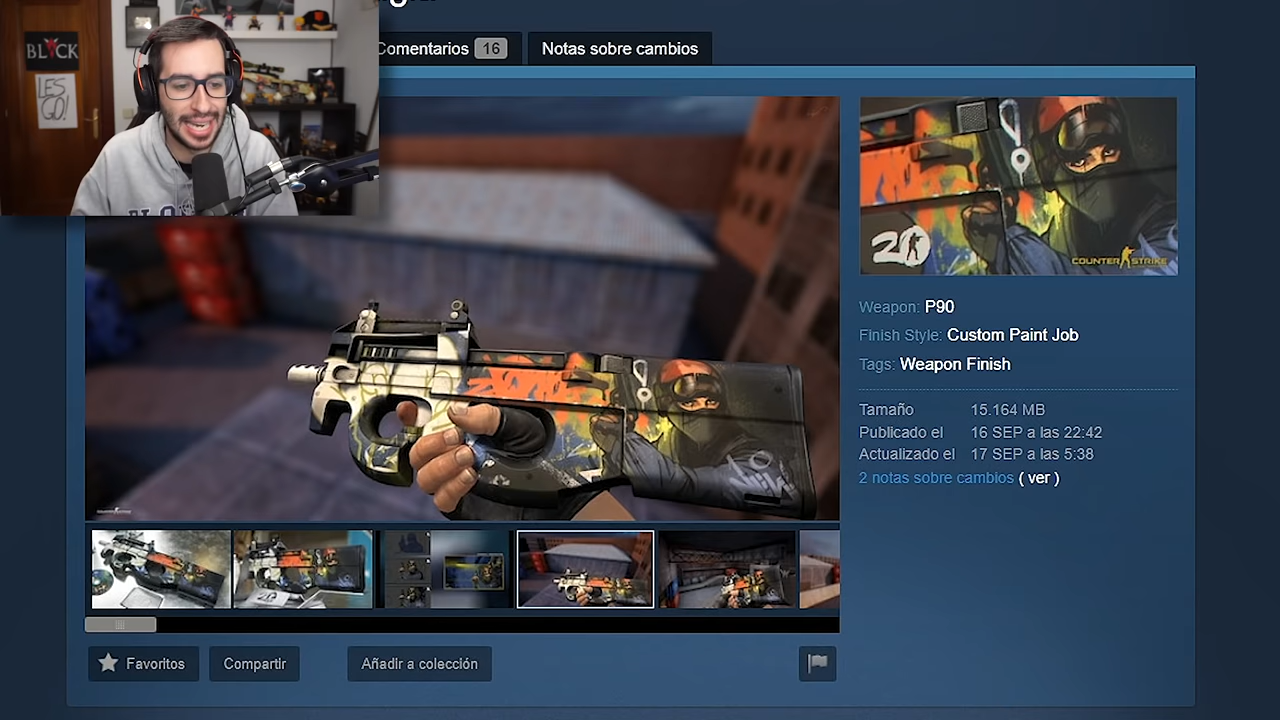 Comentarios 16
Notas sobre cambios
BLACK
LES
GO!
20
COUNTER STRIKE
Weapon: P90
Finish Style: Custom Paint Job
Tags: Weapon Finish
Tamaño 15.164 MB
Publicado el 16 SEP a las 22:42
Actualizado el 17 SEP a las 5:38
2 notas sobre cambios ( ver )
Favoritos
Compartir
Añadir a colección